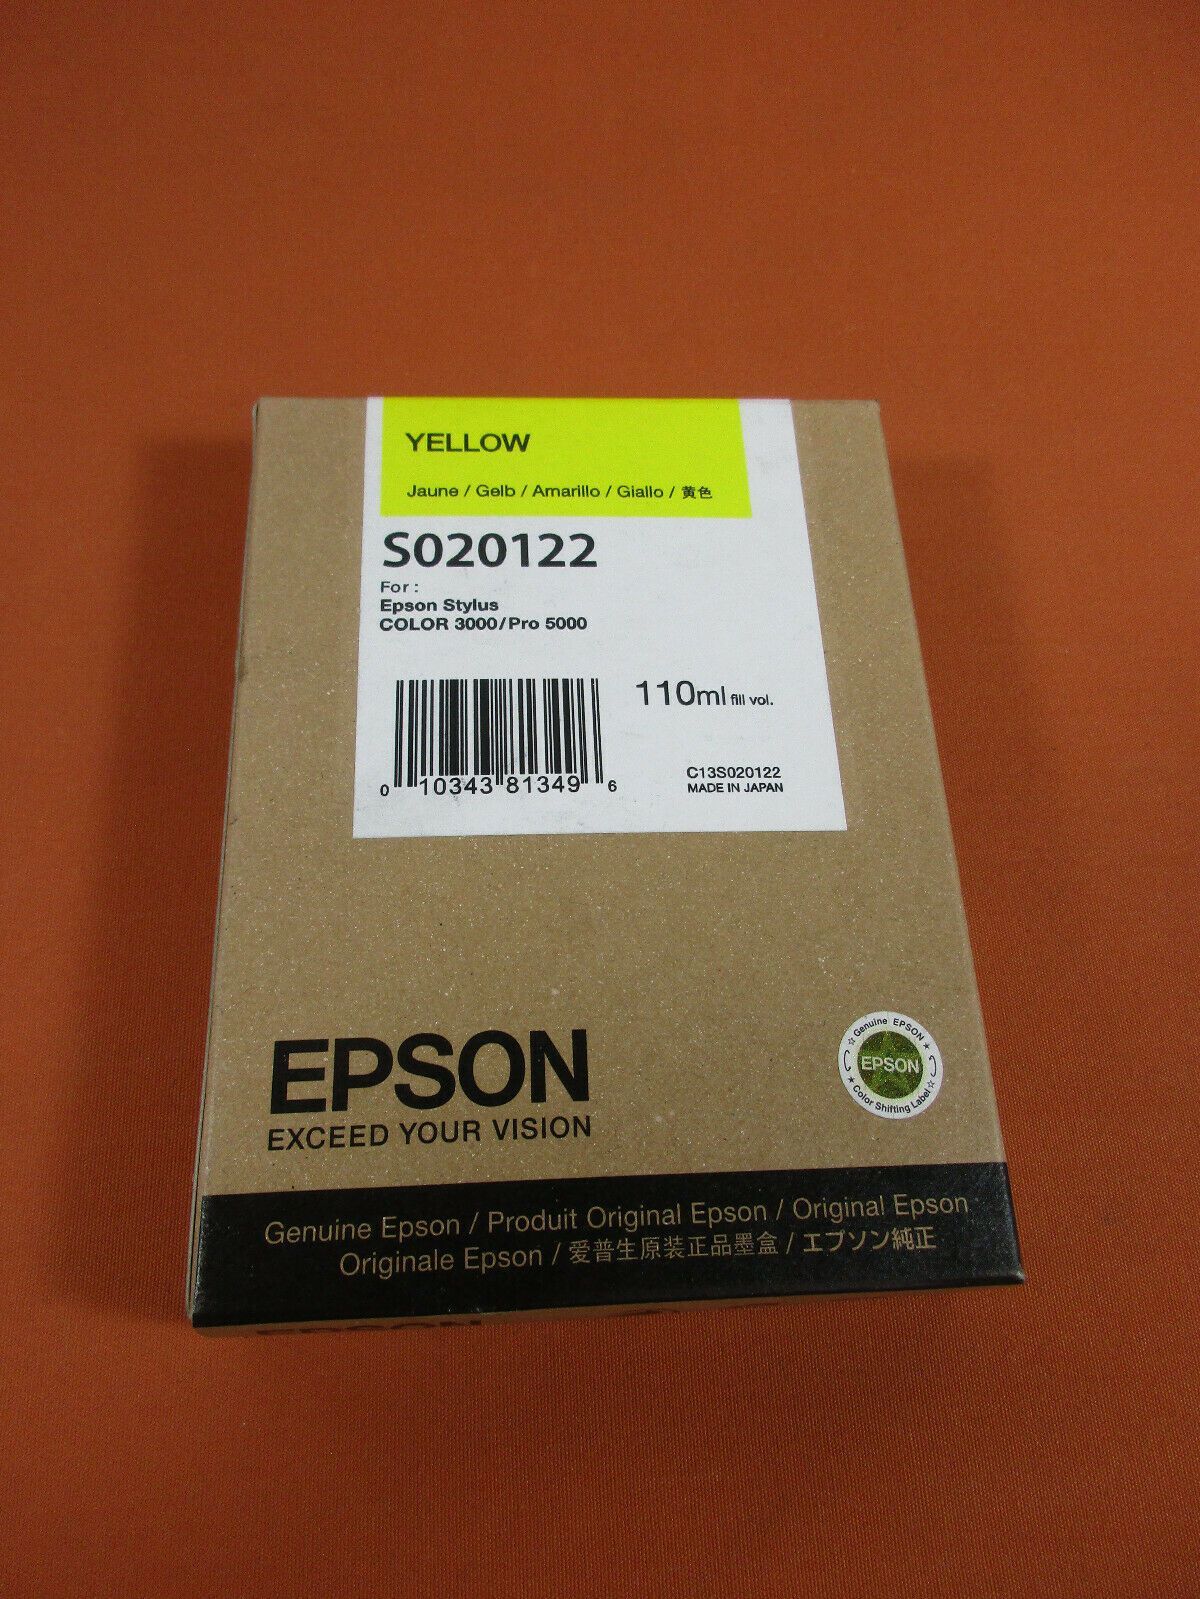 YELLOW
Jaune / Gelb / Amarillo / Giallo / 黄色
S020122
For :
Epson Stylus
COLOR 3000/Pro 5000
110ml fill vol.
0 10343 81349 6
C13S020122
MADE IN JAPAN
EPSON
EXCEED YOUR VISION
☆ Genuine EPSON ★
EPSON
★ Color Shifting Label ☆
Genuine Epson / Produit Original Epson / Original Epson
Originale Epson / 爱普生原装正品墨盒 / エプソン純正
EPSON